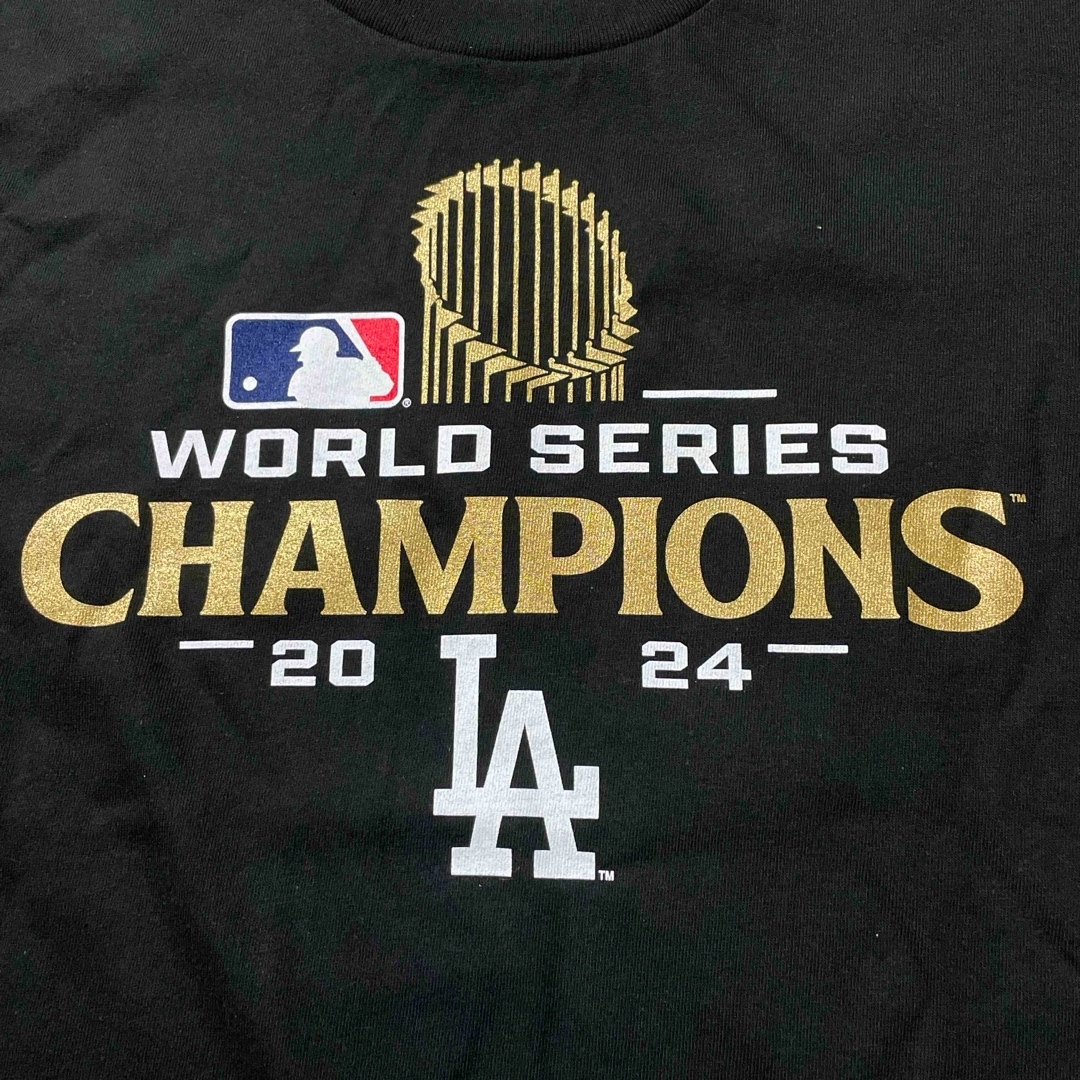 ®
WORLD SERIES
CHAMPIONS™
20 24
LA™